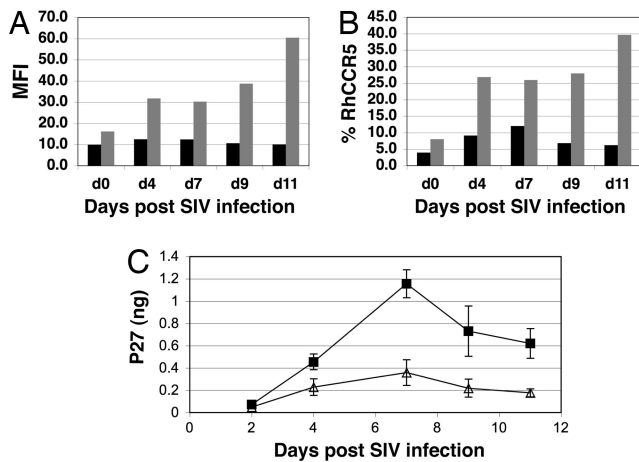 A
MFI
70.0
60.0
50.0
40.0
30.0
20.0
10.0
0.0
d0 d4 d7 d9 d11
Days post SIV infection
B
% RhCCR5
45.0
40.0
35.0
30.0
25.0
20.0
15.0
10.0
5.0
0.0
d0 d4 d7 d9 d11
Days post SIV infection
C
P27 (ng)
1.4
1.2
1
0.8
0.6
0.4
0.2
0
0 2 4 6 8 10 12
Days post SIV infection